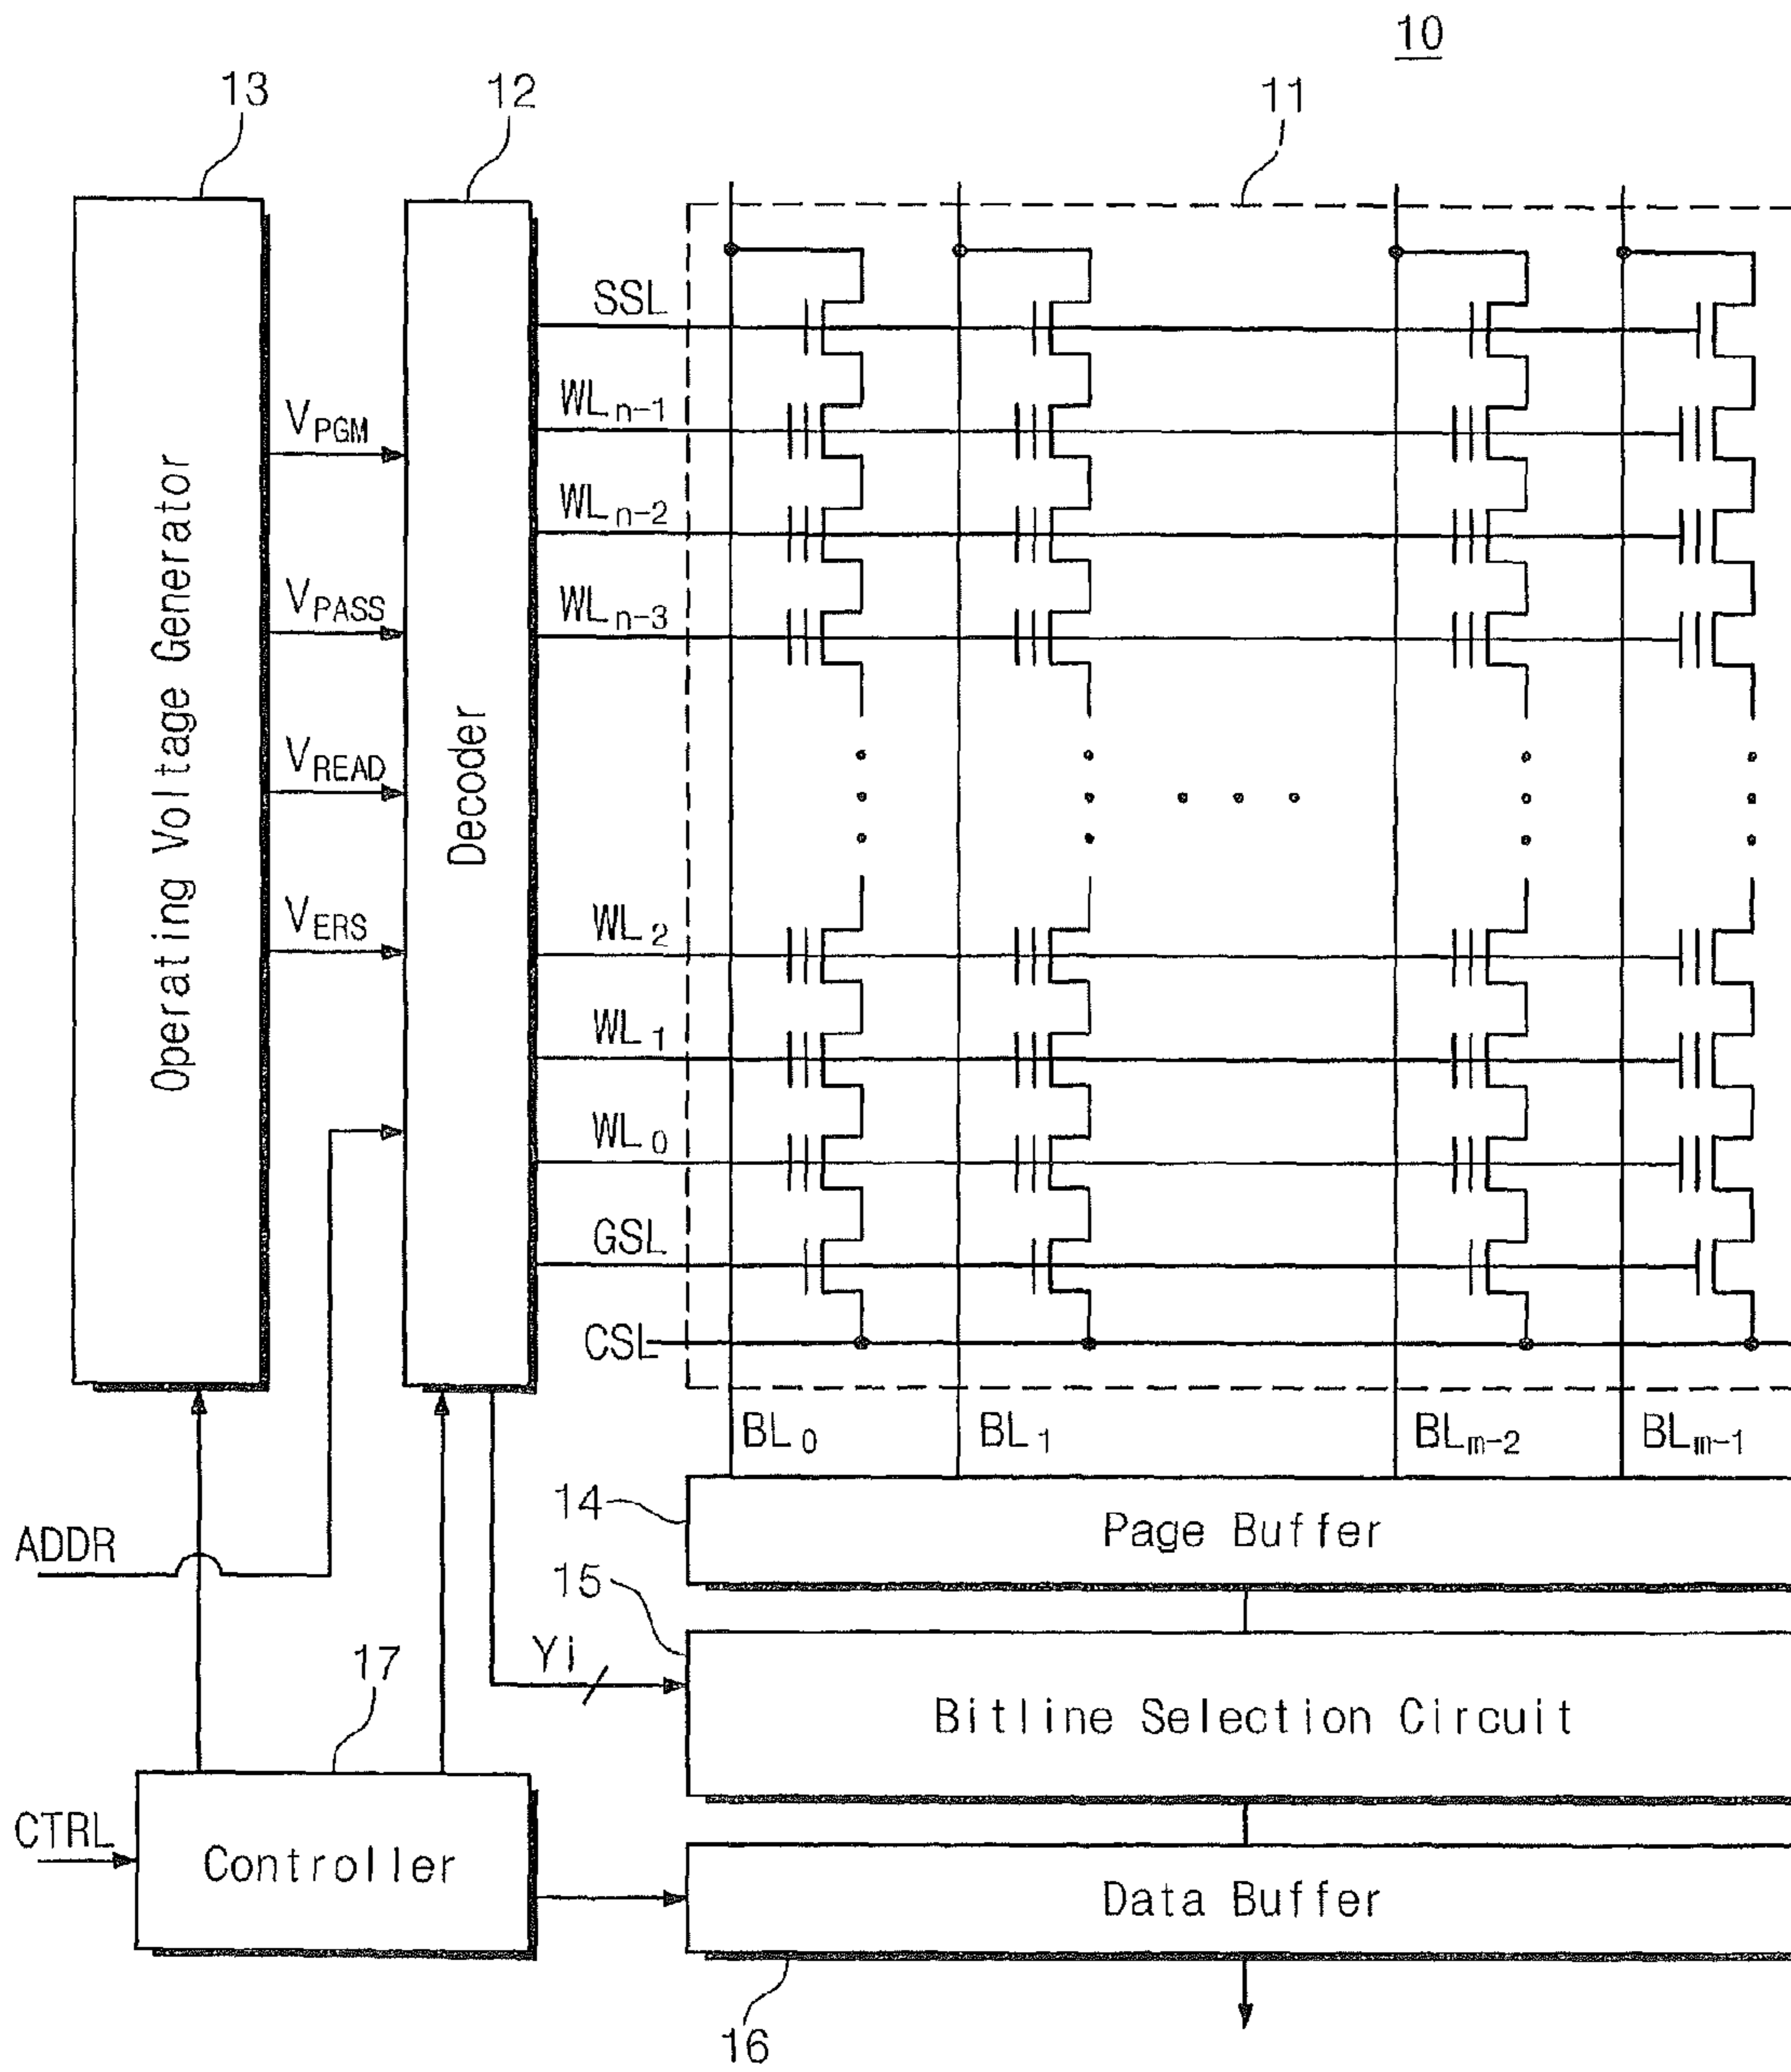 10
13
12
11
SSL
WLn-1
VPGM
WLn-2
VPASS
WLn-3
Operating Voltage Generator
Decoder
VREAD
VERS
WL2
WL1
WL0
GSL
CSL
BL0
BL1
BLm-2
BLm-1
14
Page Buffer
ADDR
15
Yi
17
Bitline Selection Circuit
CTRL
Controller
Data Buffer
16